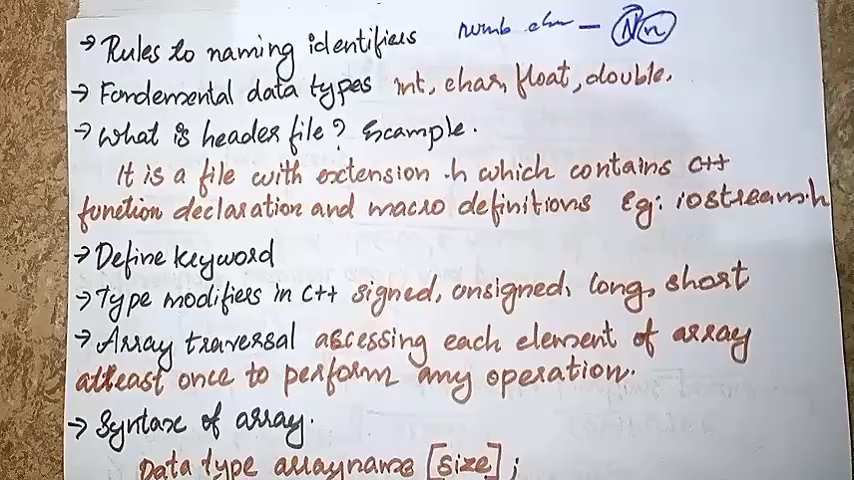 → Rules to naming identifiers numb - N n
→ Fondemental data types int, char, float, double.
→ What is header file? Example.
It is a file with extension .h which contains C++
function declaration and macro definitions Eg: iostream.h
→ Define keyword
→ Type modifiers in C++ signed, unsigned, long, short
→ Array traversal accessing each element of array
atleast once to perform any operation.
→ Syntax of array.
Data type arrayname [size];